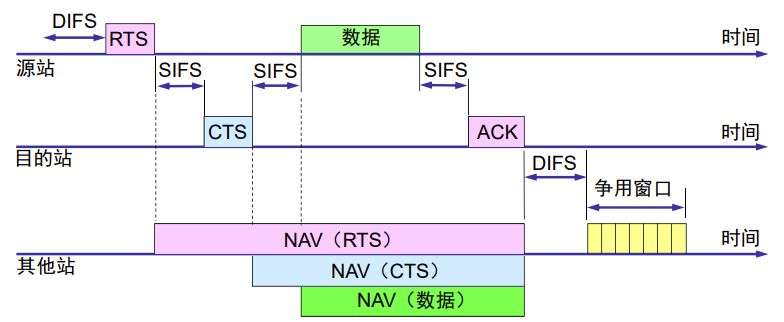 DIFS
RTS
数据
时间
源站
SIFS
SIFS
SIFS
CTS
ACK
时间
目的站
DIFS
争用窗口
NAV（RTS）
时间
其他站
NAV（CTS）
NAV（数据）